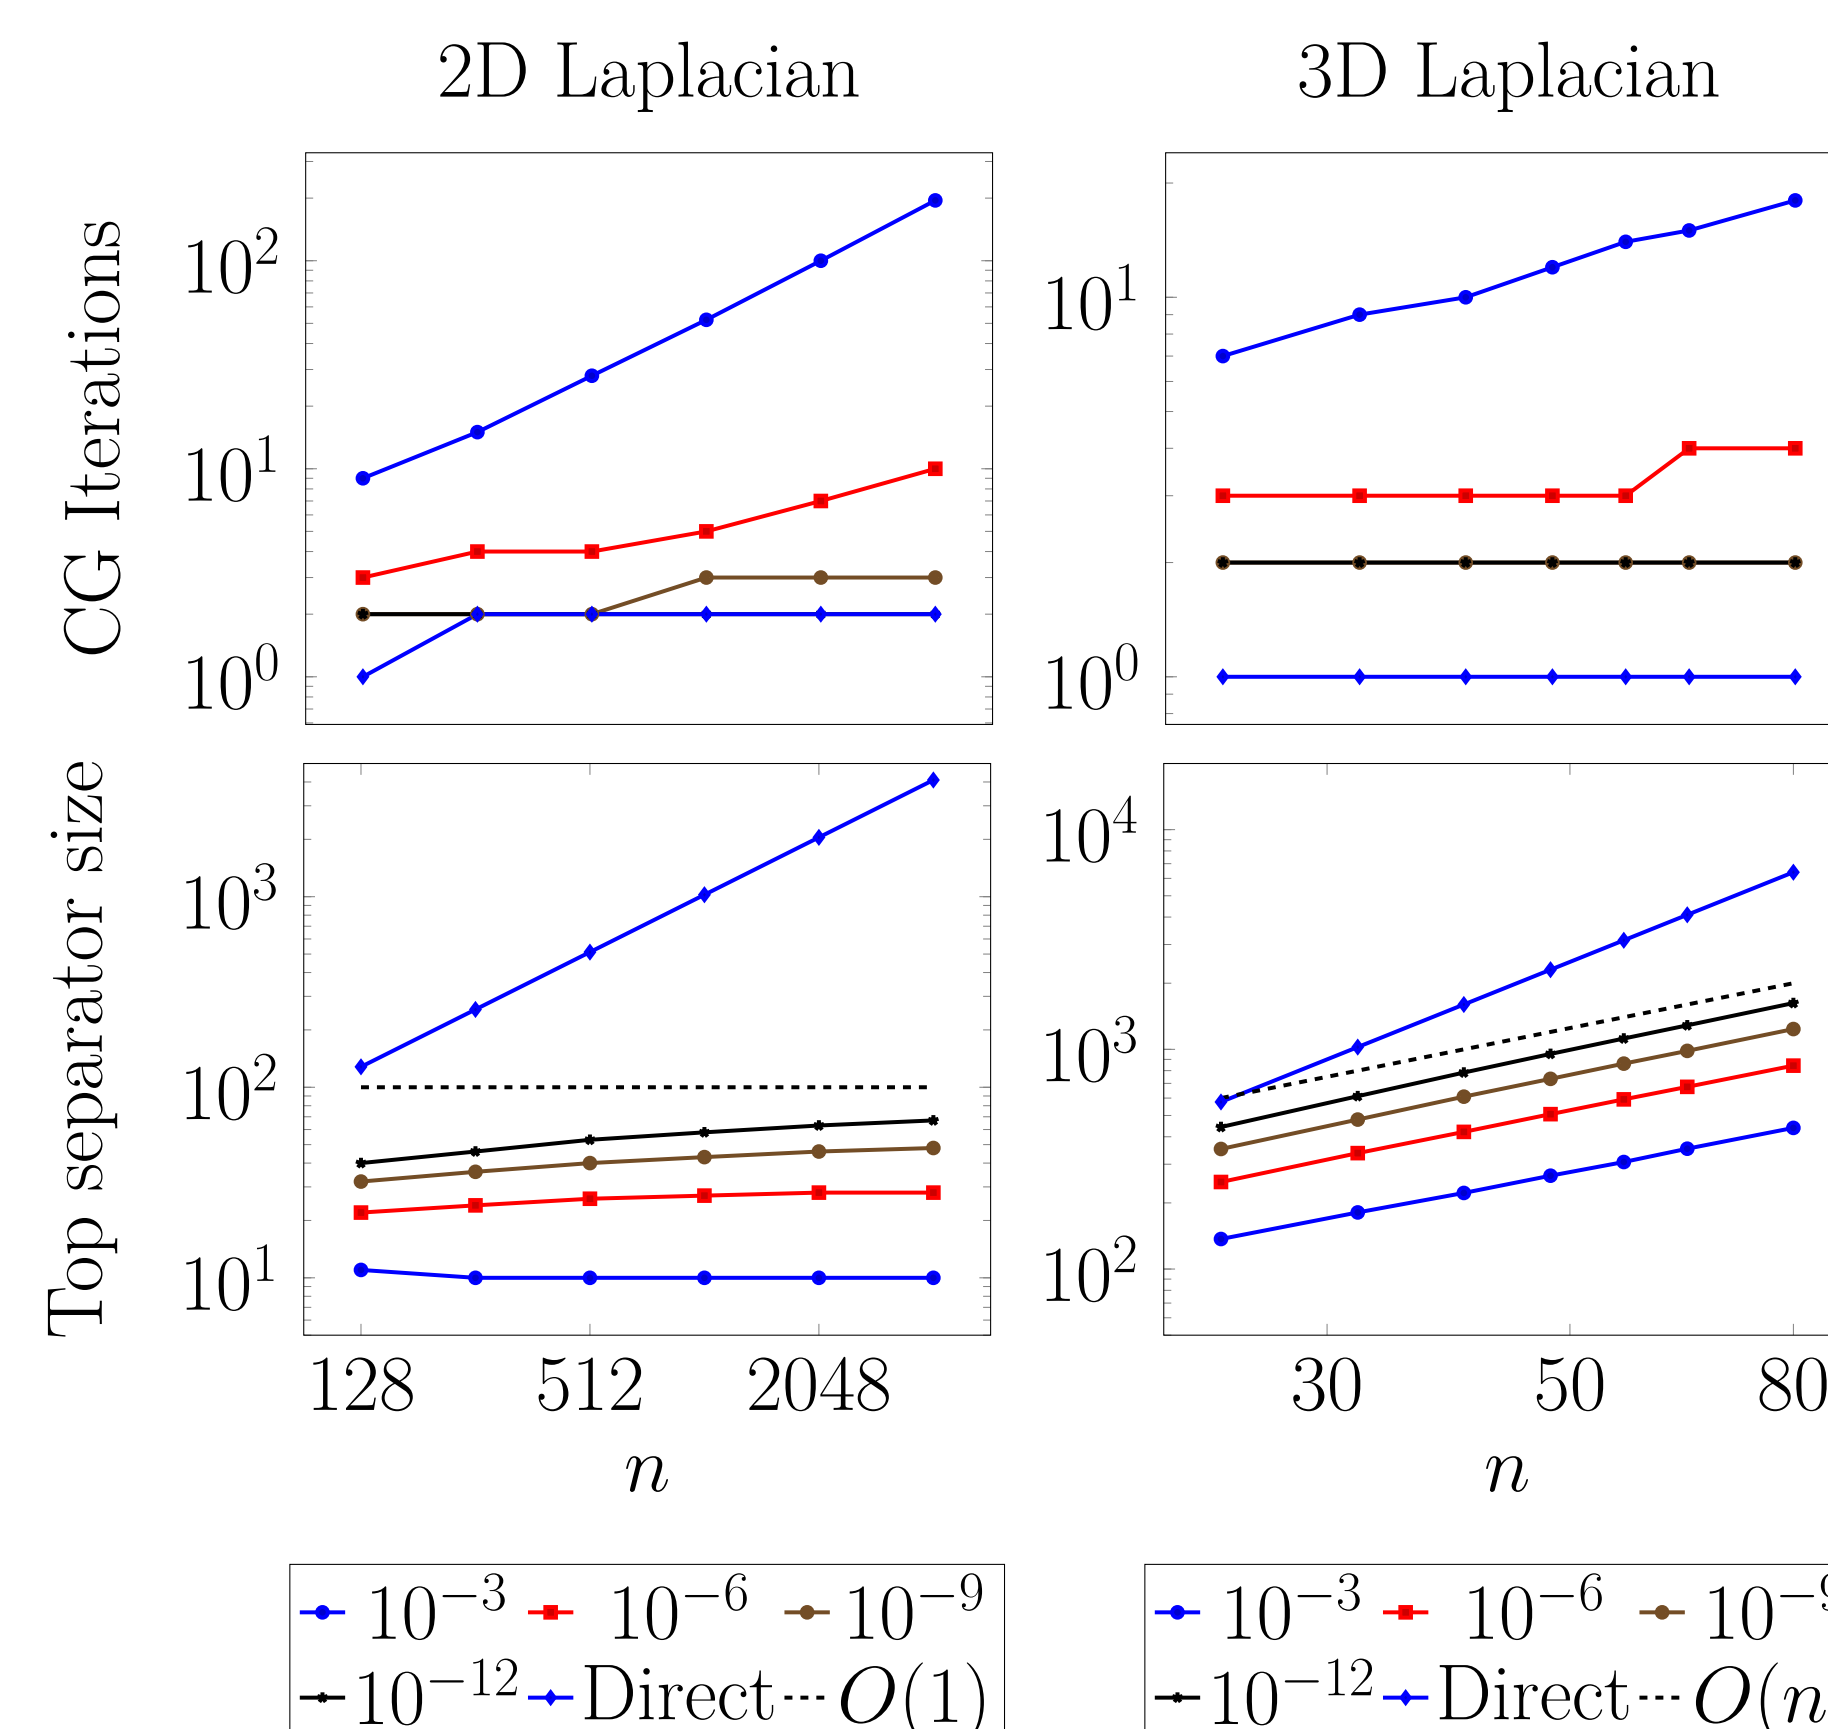 2D Laplacian
3D Laplacian
CG Iterations
10^2
10^1
10^0
10^1
10^0
Top separator size
10^3
10^2
10^1
10^4
10^3
10^2
128 512 2048
30 50 80
n
n
10^−3 10^−6 10^−9
10^−12 Direct O(1)
10^−3 10^−6 10^−9
10^−12 Direct O(n